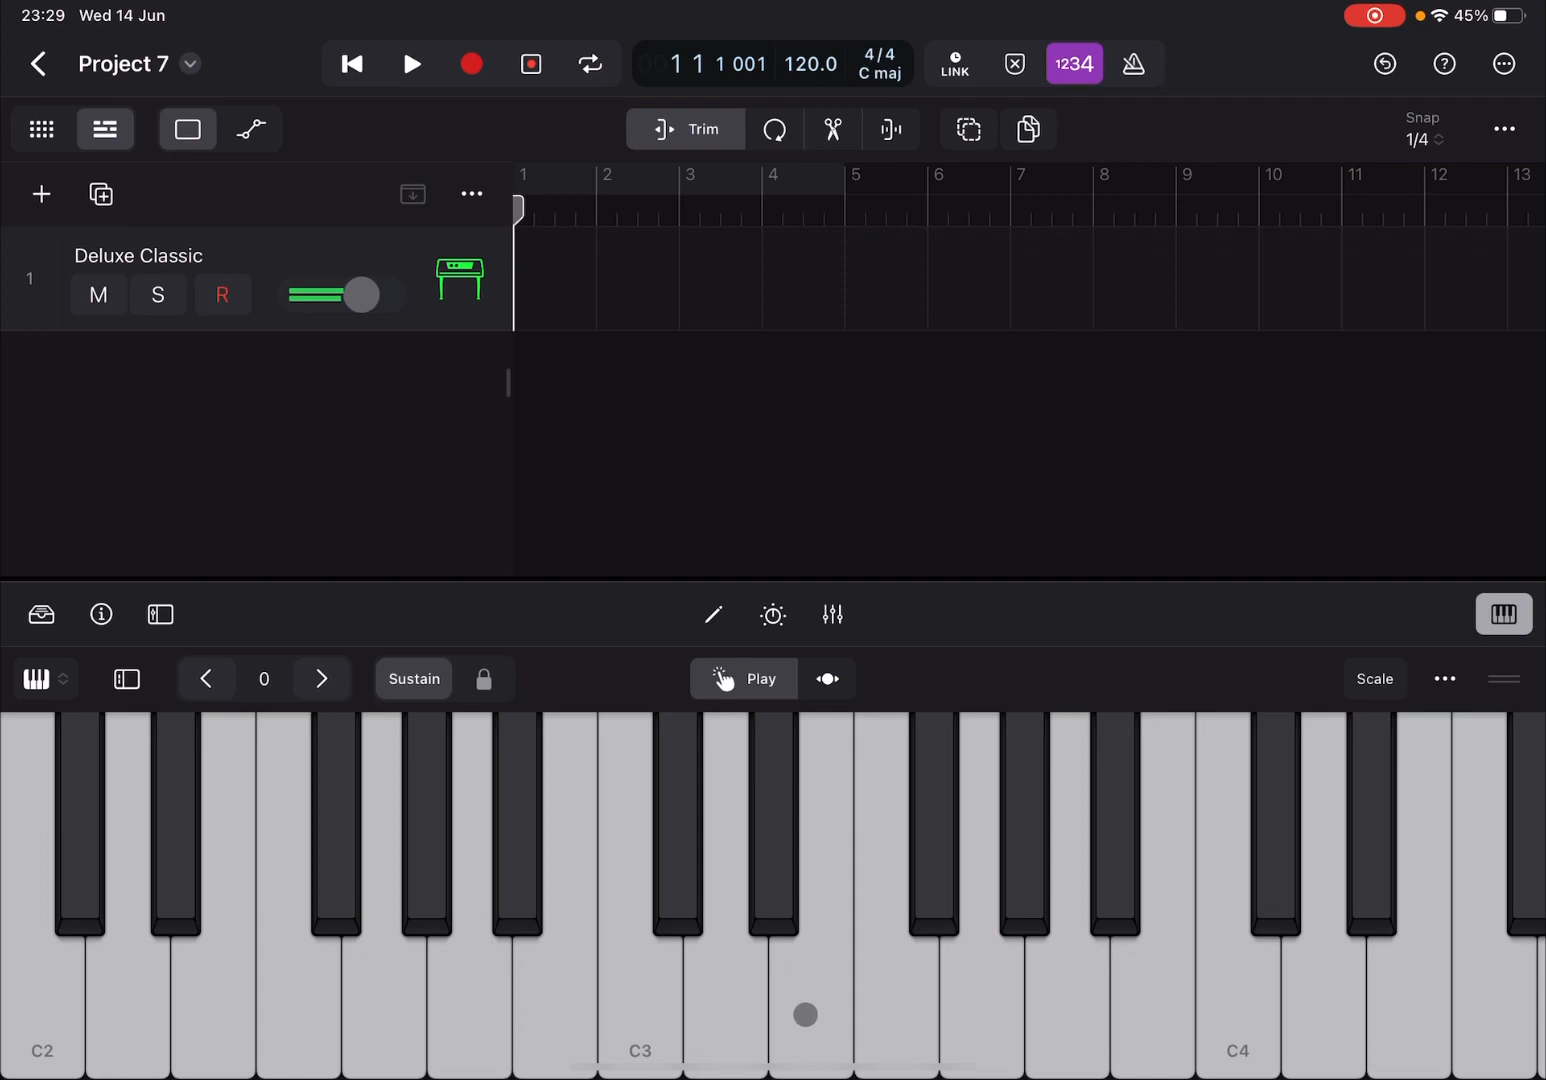 23:29 Wed 14 Jun 45%
Project 7 1 1 1 001 120.0 4/4 C maj LINK 1234
Trim Snap 1/4
1 2 3 4 5 6 7 8 9 10 11 12 13
Deluxe Classic
1 M S R
0 Sustain Play Scale
C2 C3 C4